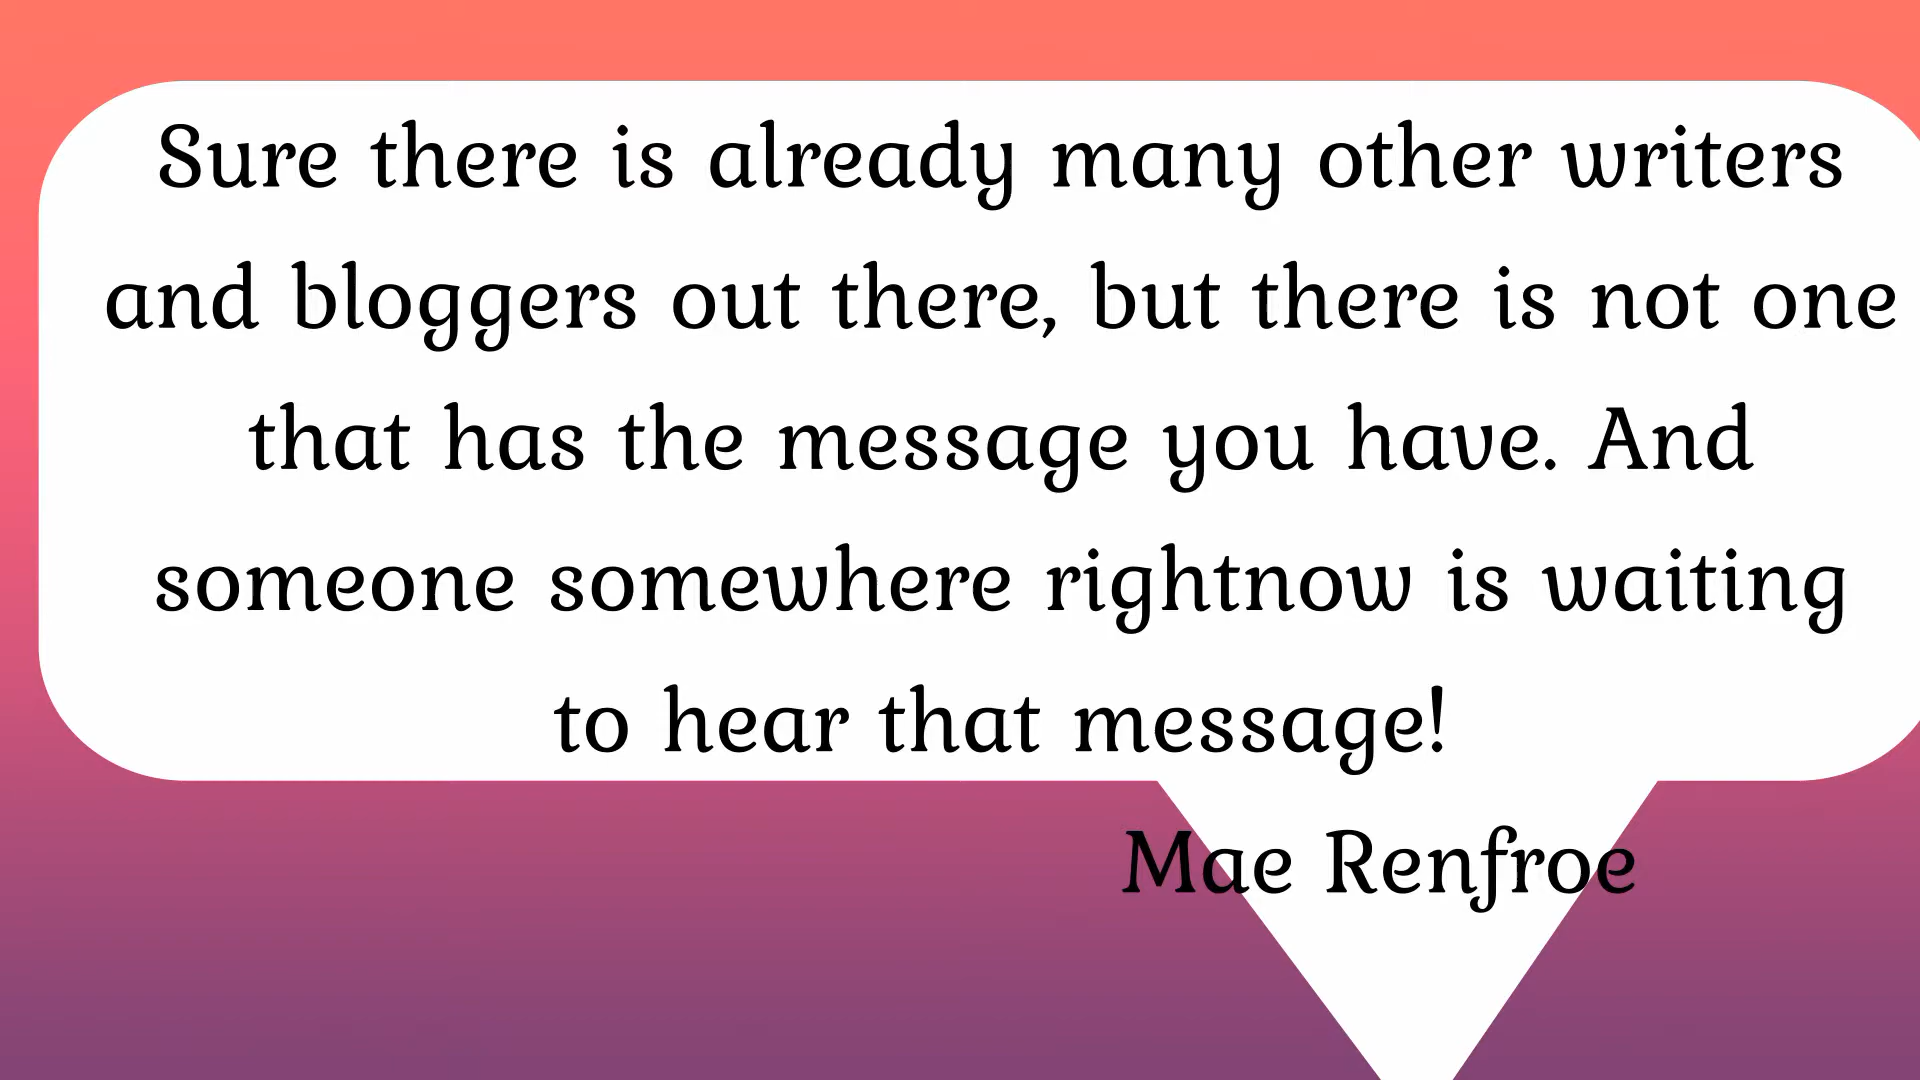 Sure there is already many other writers
and bloggers out there, but there is not one
that has the message you have. And
someone somewhere rightnow is waiting
to hear that message!
Mae Renfroe